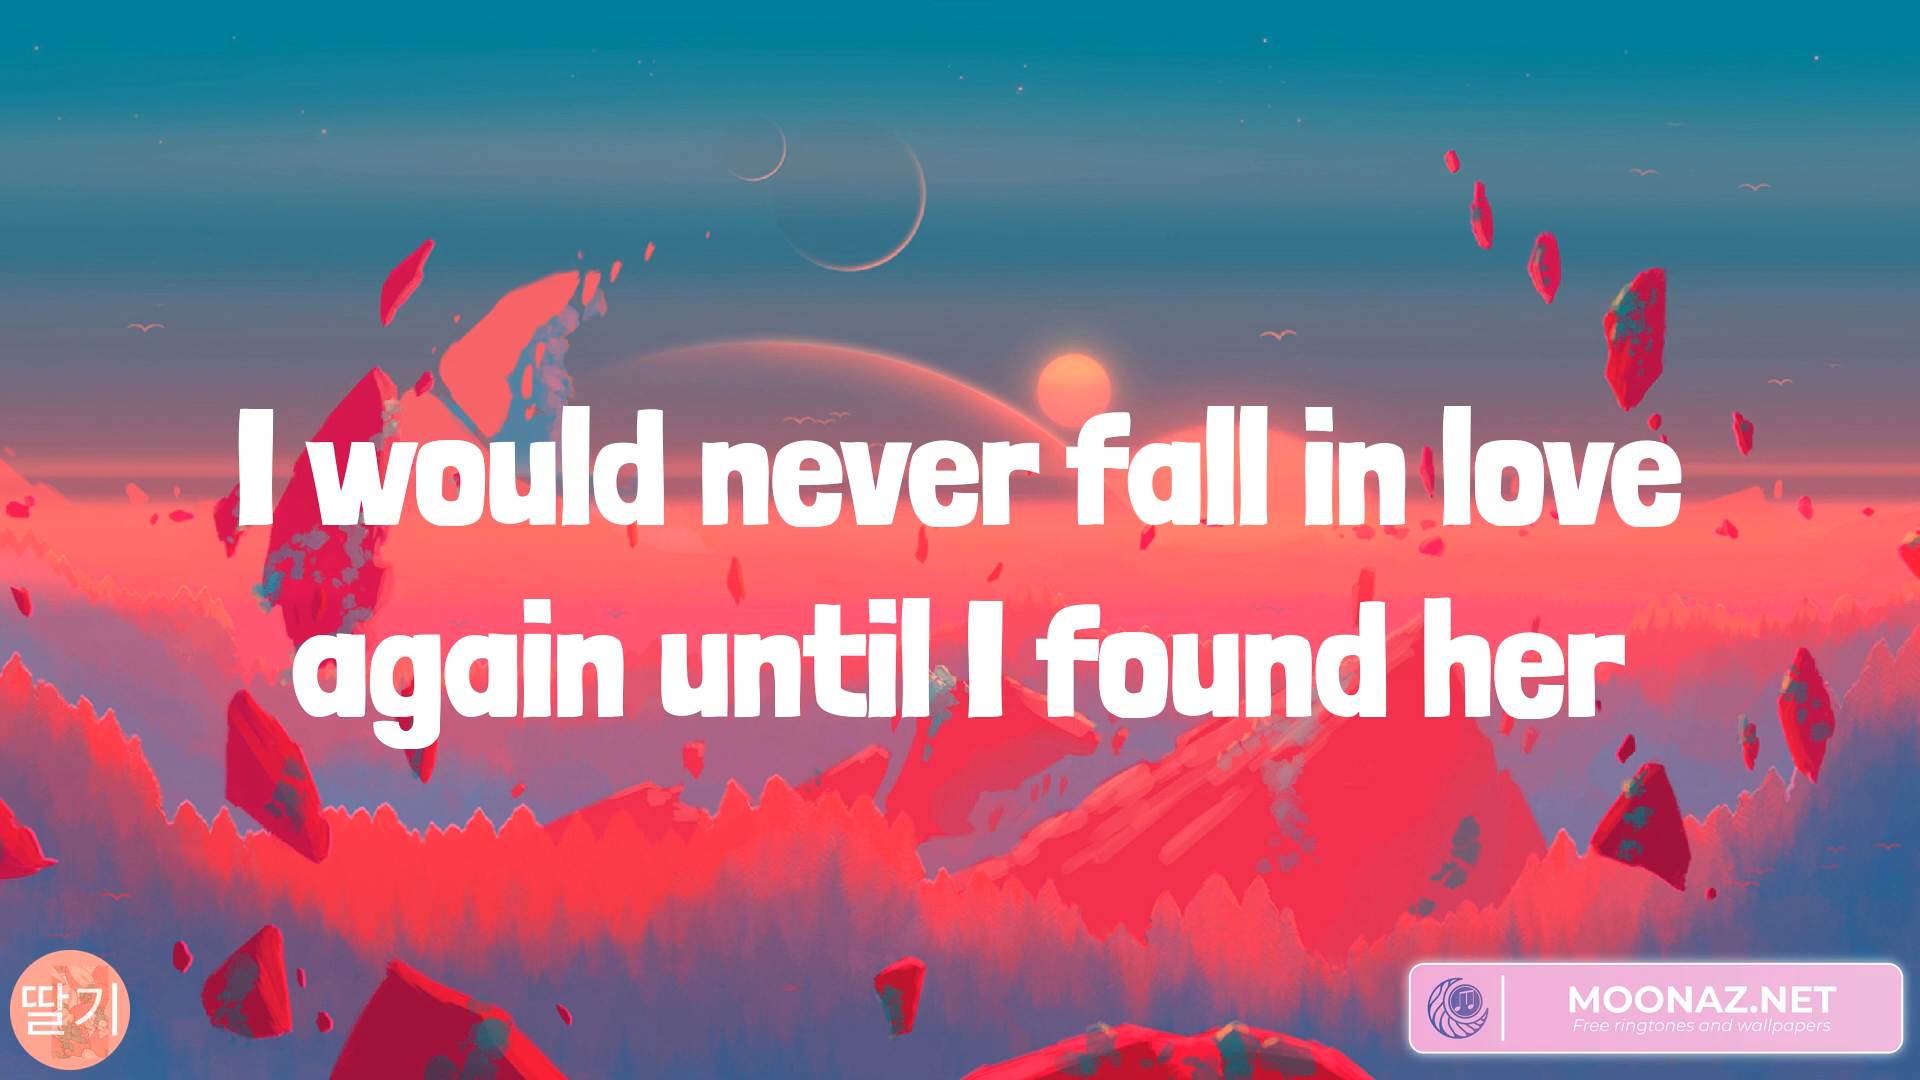 I would never fall in love
again until I found her
딸기
MOONAZ.NET
Free ringtones and wallpapers